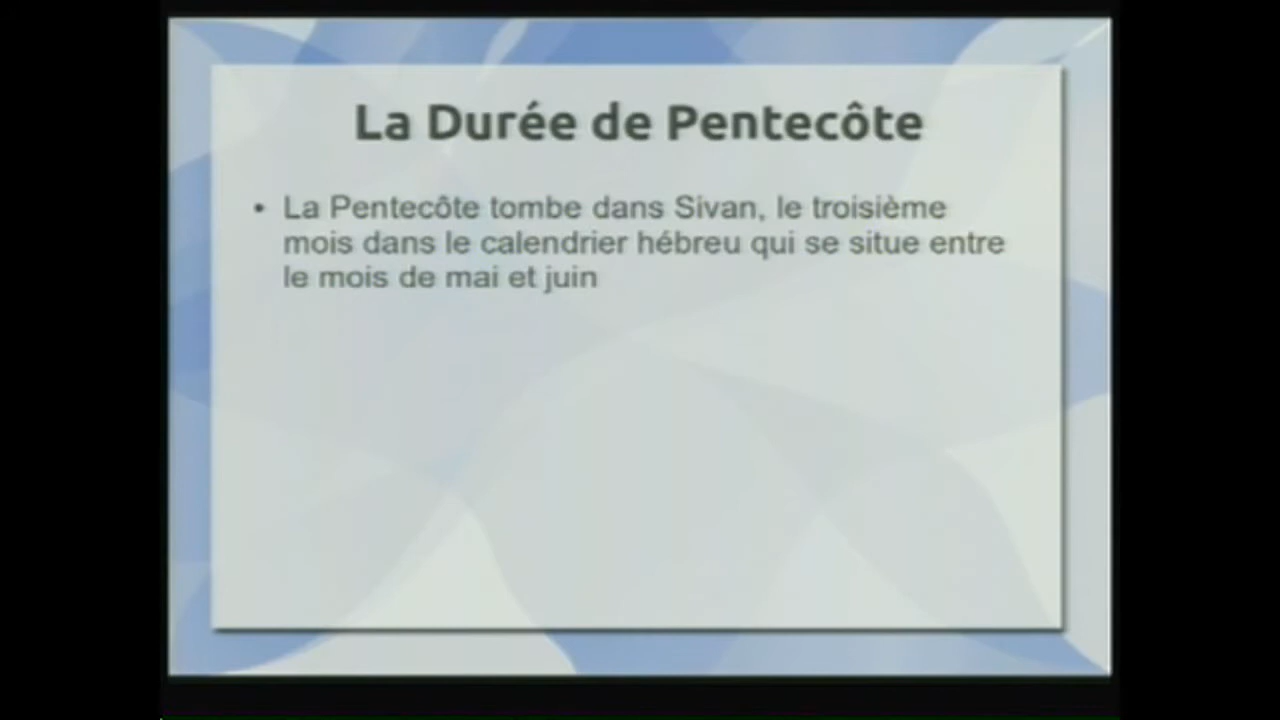 La Durée de Pentecôte
• La Pentecôte tombe dans Sivan, le troisième
mois dans le calendrier hébreu qui se situe entre
le mois de mai et juin